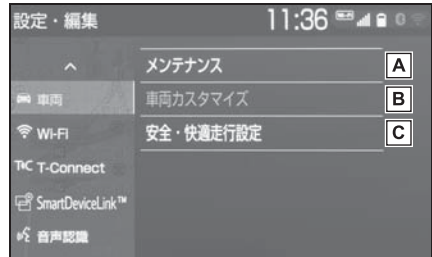 設定・編集 11:36
メンテナンス A
車両 車両カスタマイズ B
Wi-Fi 安全・快適走行設定 C
T-Connect
SmartDeviceLink™
音声認識